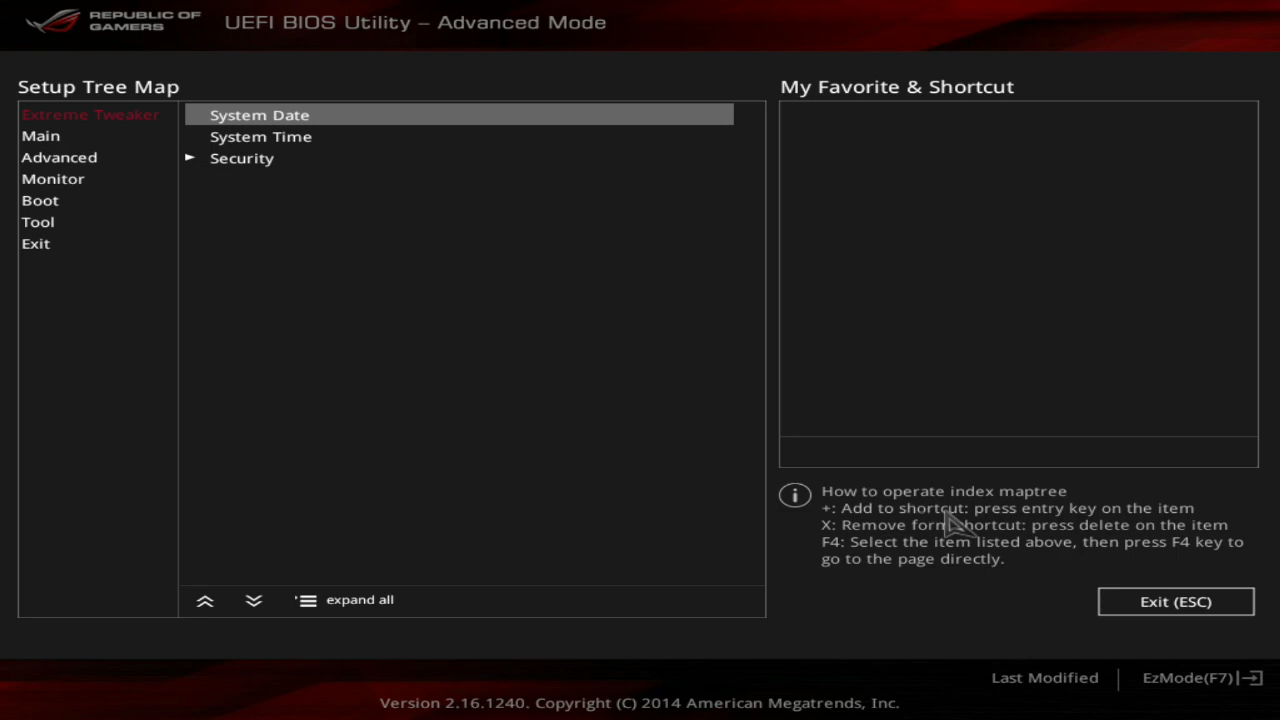 REPUBLIC OF
GAMERS
UEFI BIOS Utility – Advanced Mode
Setup Tree Map
Extreme Tweaker
Main
Advanced
Monitor
Boot
Tool
Exit
System Date
System Time
Security
expand all
My Favorite & Shortcut
How to operate index maptree
+: Add to shortcut: press entry key on the item
X: Remove form shortcut: press delete on the item
F4: Select the item listed above, then press F4 key to
go to the page directly.
Exit (ESC)
Last Modified
EzMode(F7)
Version 2.16.1240. Copyright (C) 2014 American Megatrends, Inc.